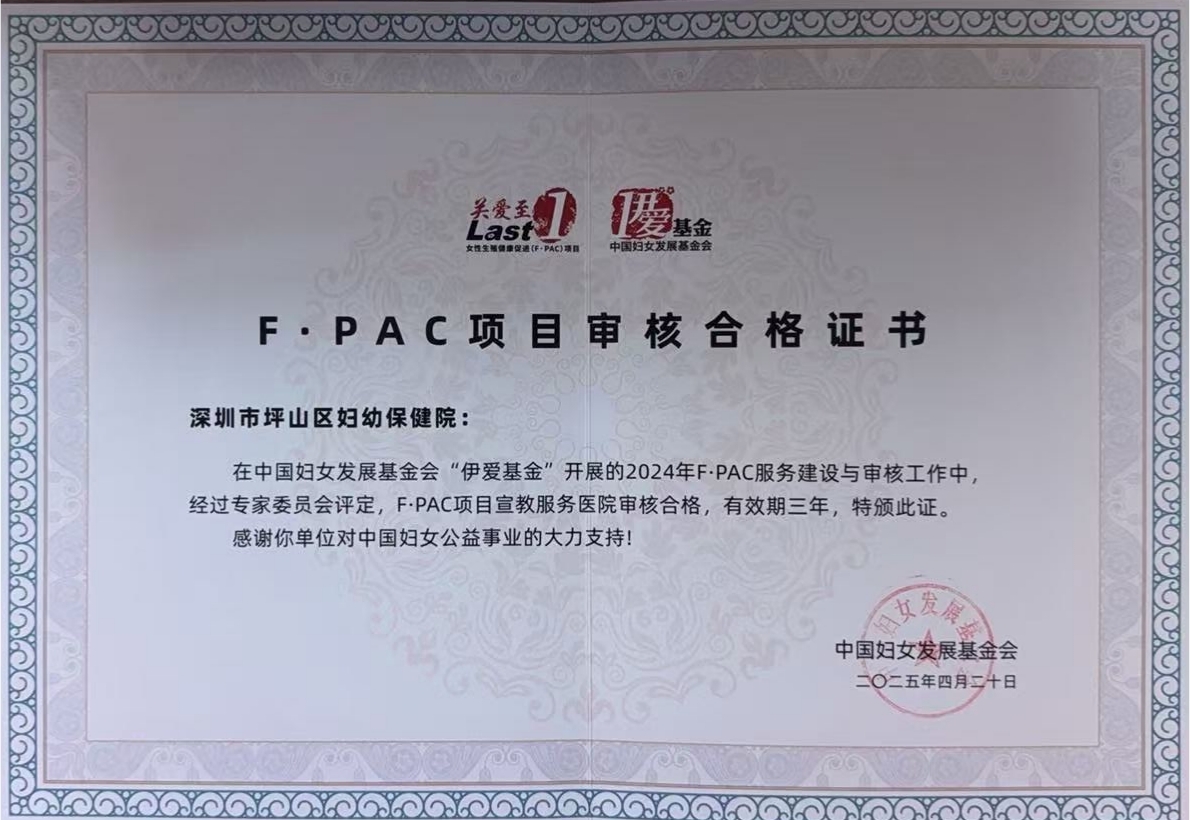 关爱至
Last 1
女性生殖健康促进(F·PAC)项目
伊爱基金
中国妇女发展基金会
F·PAC项目审核合格证书
深圳市坪山区妇幼保健院：
在中国妇女发展基金会“伊爱基金”开展的2024年F·PAC服务建设与审核工作中，
经过专家委员会评定，F·PAC项目宣教服务医院审核合格，有效期三年，特颁此证。
感谢你单位对中国妇女公益事业的大力支持！
中国妇女发展基金会
二〇二五年四月二十日
妇女发展基